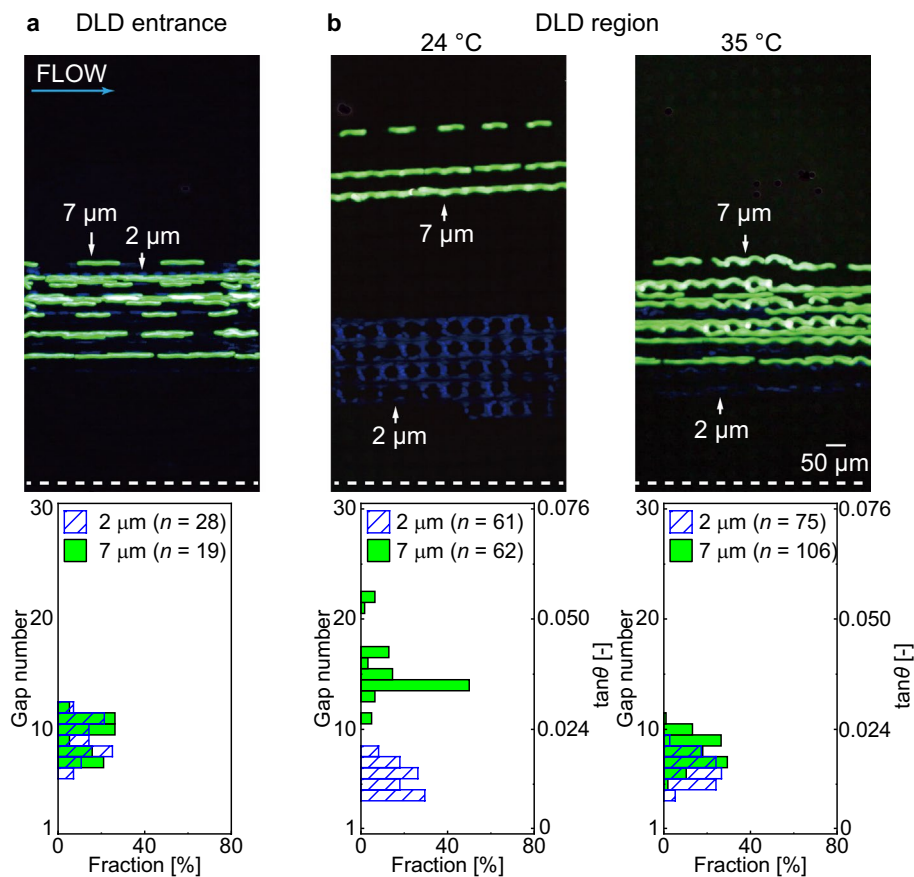 a DLD entrance
b DLD region
24 °C
35 °C
FLOW
7 μm
2 μm
7 μm
2 μm
7 μm
2 μm
50 μm
30
20
10
1
Gap number
2 μm (n = 28)
7 μm (n = 19)
0 40 80
Fraction [%]
30
20
10
1
Gap number
2 μm (n = 61)
7 μm (n = 62)
0.076
0.050
0.024
0
tanθ [-]
0 40 80
Fraction [%]
30
20
10
1
Gap number
2 μm (n = 75)
7 μm (n = 106)
0.076
0.050
0.024
0
tanθ [-]
0 40 80
Fraction [%]